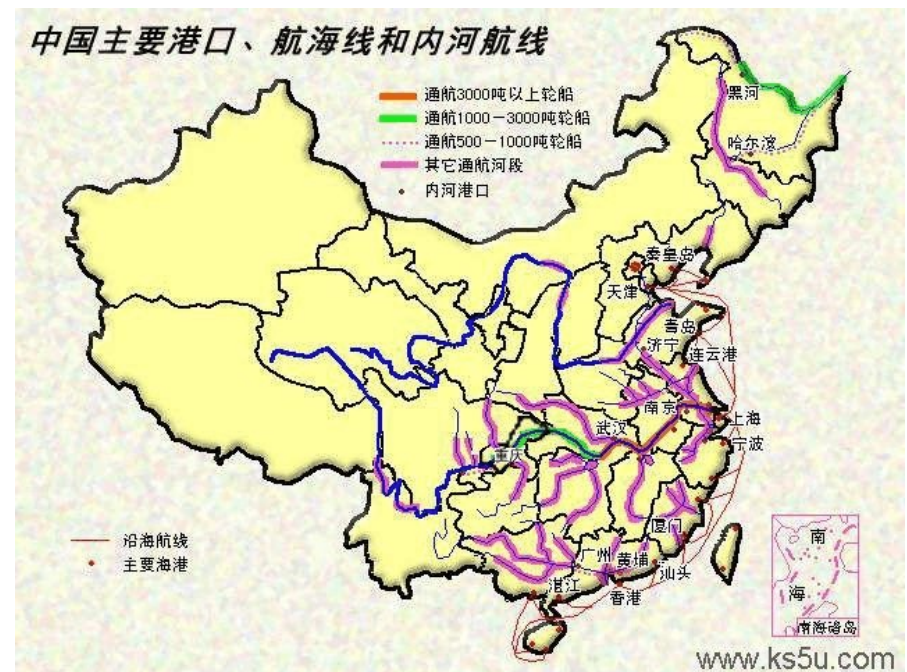 中国主要港口、航海线和内河航线
通航3000吨以上轮船
通航1000－3000吨轮船
通航500－1000吨轮船
其它通航河段
内河港口
黑河
哈尔滨
秦皇岛
天津
青岛
济宁
连云港
南京
上海
武汉
宁波
重庆
厦门
广州
黄埔
汕头
湛江
香港
沿海航线
主要海港
南
海
南海诸岛
www.ks5u.com